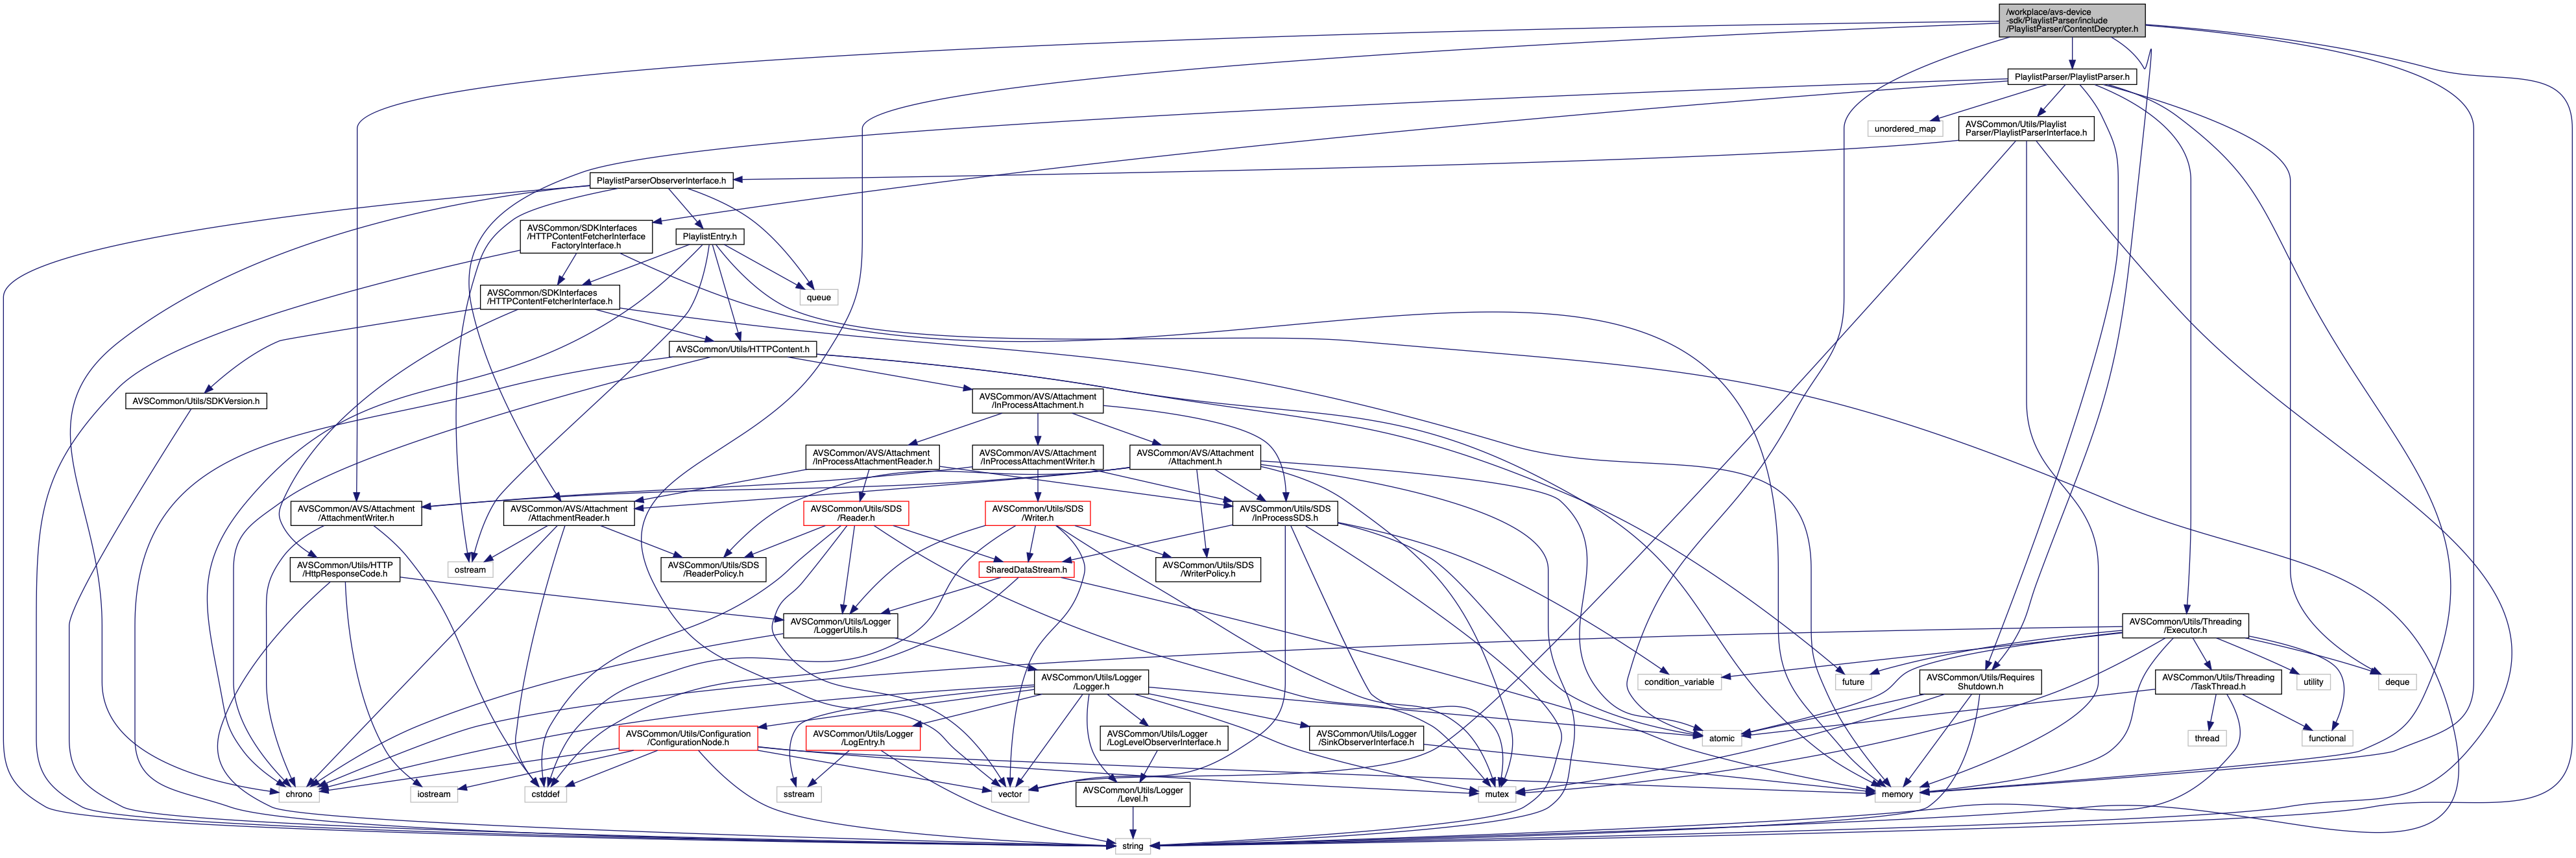 /workplace/avs-device
-sdk/PlaylistParser/include
/PlaylistParser/ContentDecrypter.h
PlaylistParser/PlaylistParser.h
unordered_map
AVSCommon/Utils/Playlist
Parser/PlaylistParserInterface.h
PlaylistParserObserverInterface.h
AVSCommon/SDKInterfaces
/HTTPContentFetcherInterface
FactoryInterface.h
PlaylistEntry.h
AVSCommon/SDKInterfaces
/HTTPContentFetcherInterface.h
queue
AVSCommon/Utils/HTTPContent.h
AVSCommon/Utils/SDKVersion.h
AVSCommon/AVS/Attachment
/InProcessAttachment.h
AVSCommon/AVS/Attachment
/InProcessAttachmentReader.h
AVSCommon/AVS/Attachment
/InProcessAttachmentWriter.h
AVSCommon/AVS/Attachment
/Attachment.h
AVSCommon/AVS/Attachment
/AttachmentWriter.h
AVSCommon/AVS/Attachment
/AttachmentReader.h
AVSCommon/Utils/SDS
/Reader.h
AVSCommon/Utils/SDS
/Writer.h
AVSCommon/Utils/SDS
/InProcessSDS.h
AVSCommon/Utils/HTTP
/HttpResponseCode.h
ostream
AVSCommon/Utils/SDS
/ReaderPolicy.h
SharedDataStream.h
AVSCommon/Utils/SDS
/WriterPolicy.h
AVSCommon/Utils/Logger
/LoggerUtils.h
AVSCommon/Utils/Threading
/Executor.h
AVSCommon/Utils/Logger
/Logger.h
condition_variable
future
AVSCommon/Utils/Requires
Shutdown.h
AVSCommon/Utils/Threading
/TaskThread.h
utility
deque
AVSCommon/Utils/Configuration
/ConfigurationNode.h
AVSCommon/Utils/Logger
/LogEntry.h
AVSCommon/Utils/Logger
/LogLevelObserverInterface.h
AVSCommon/Utils/Logger
/SinkObserverInterface.h
atomic
thread
functional
chrono
iostream
cstddef
sstream
vector
AVSCommon/Utils/Logger
/Level.h
mutex
memory
string